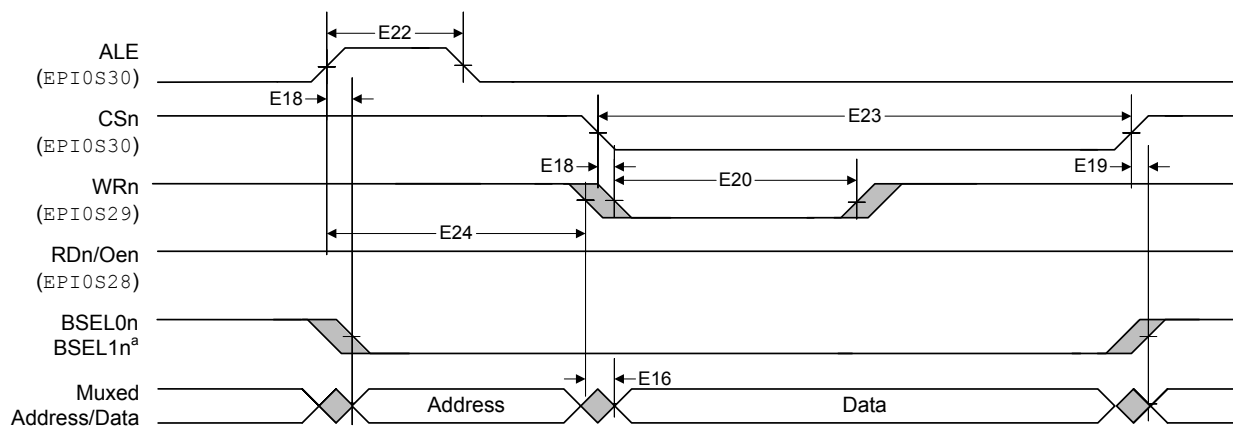 E22
ALE
(EPI0S30)
E18
CSn
E23
(EPI0S30)
E18
E19
WRn
E20
(EPI0S29)
E24
RDn/Oen
(EPI0S28)
BSEL0n
BSEL1nᵃ
E16
Muxed
Address/Data
Address
Data